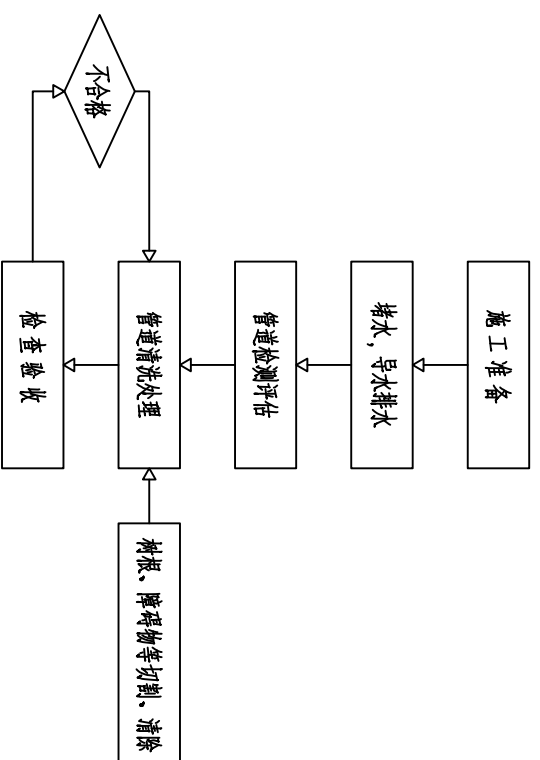 施工准备
堵水，导水排水
管道检测评估
管道清洗处理
树根、障碍物等切割、清除
检查验收
不合格